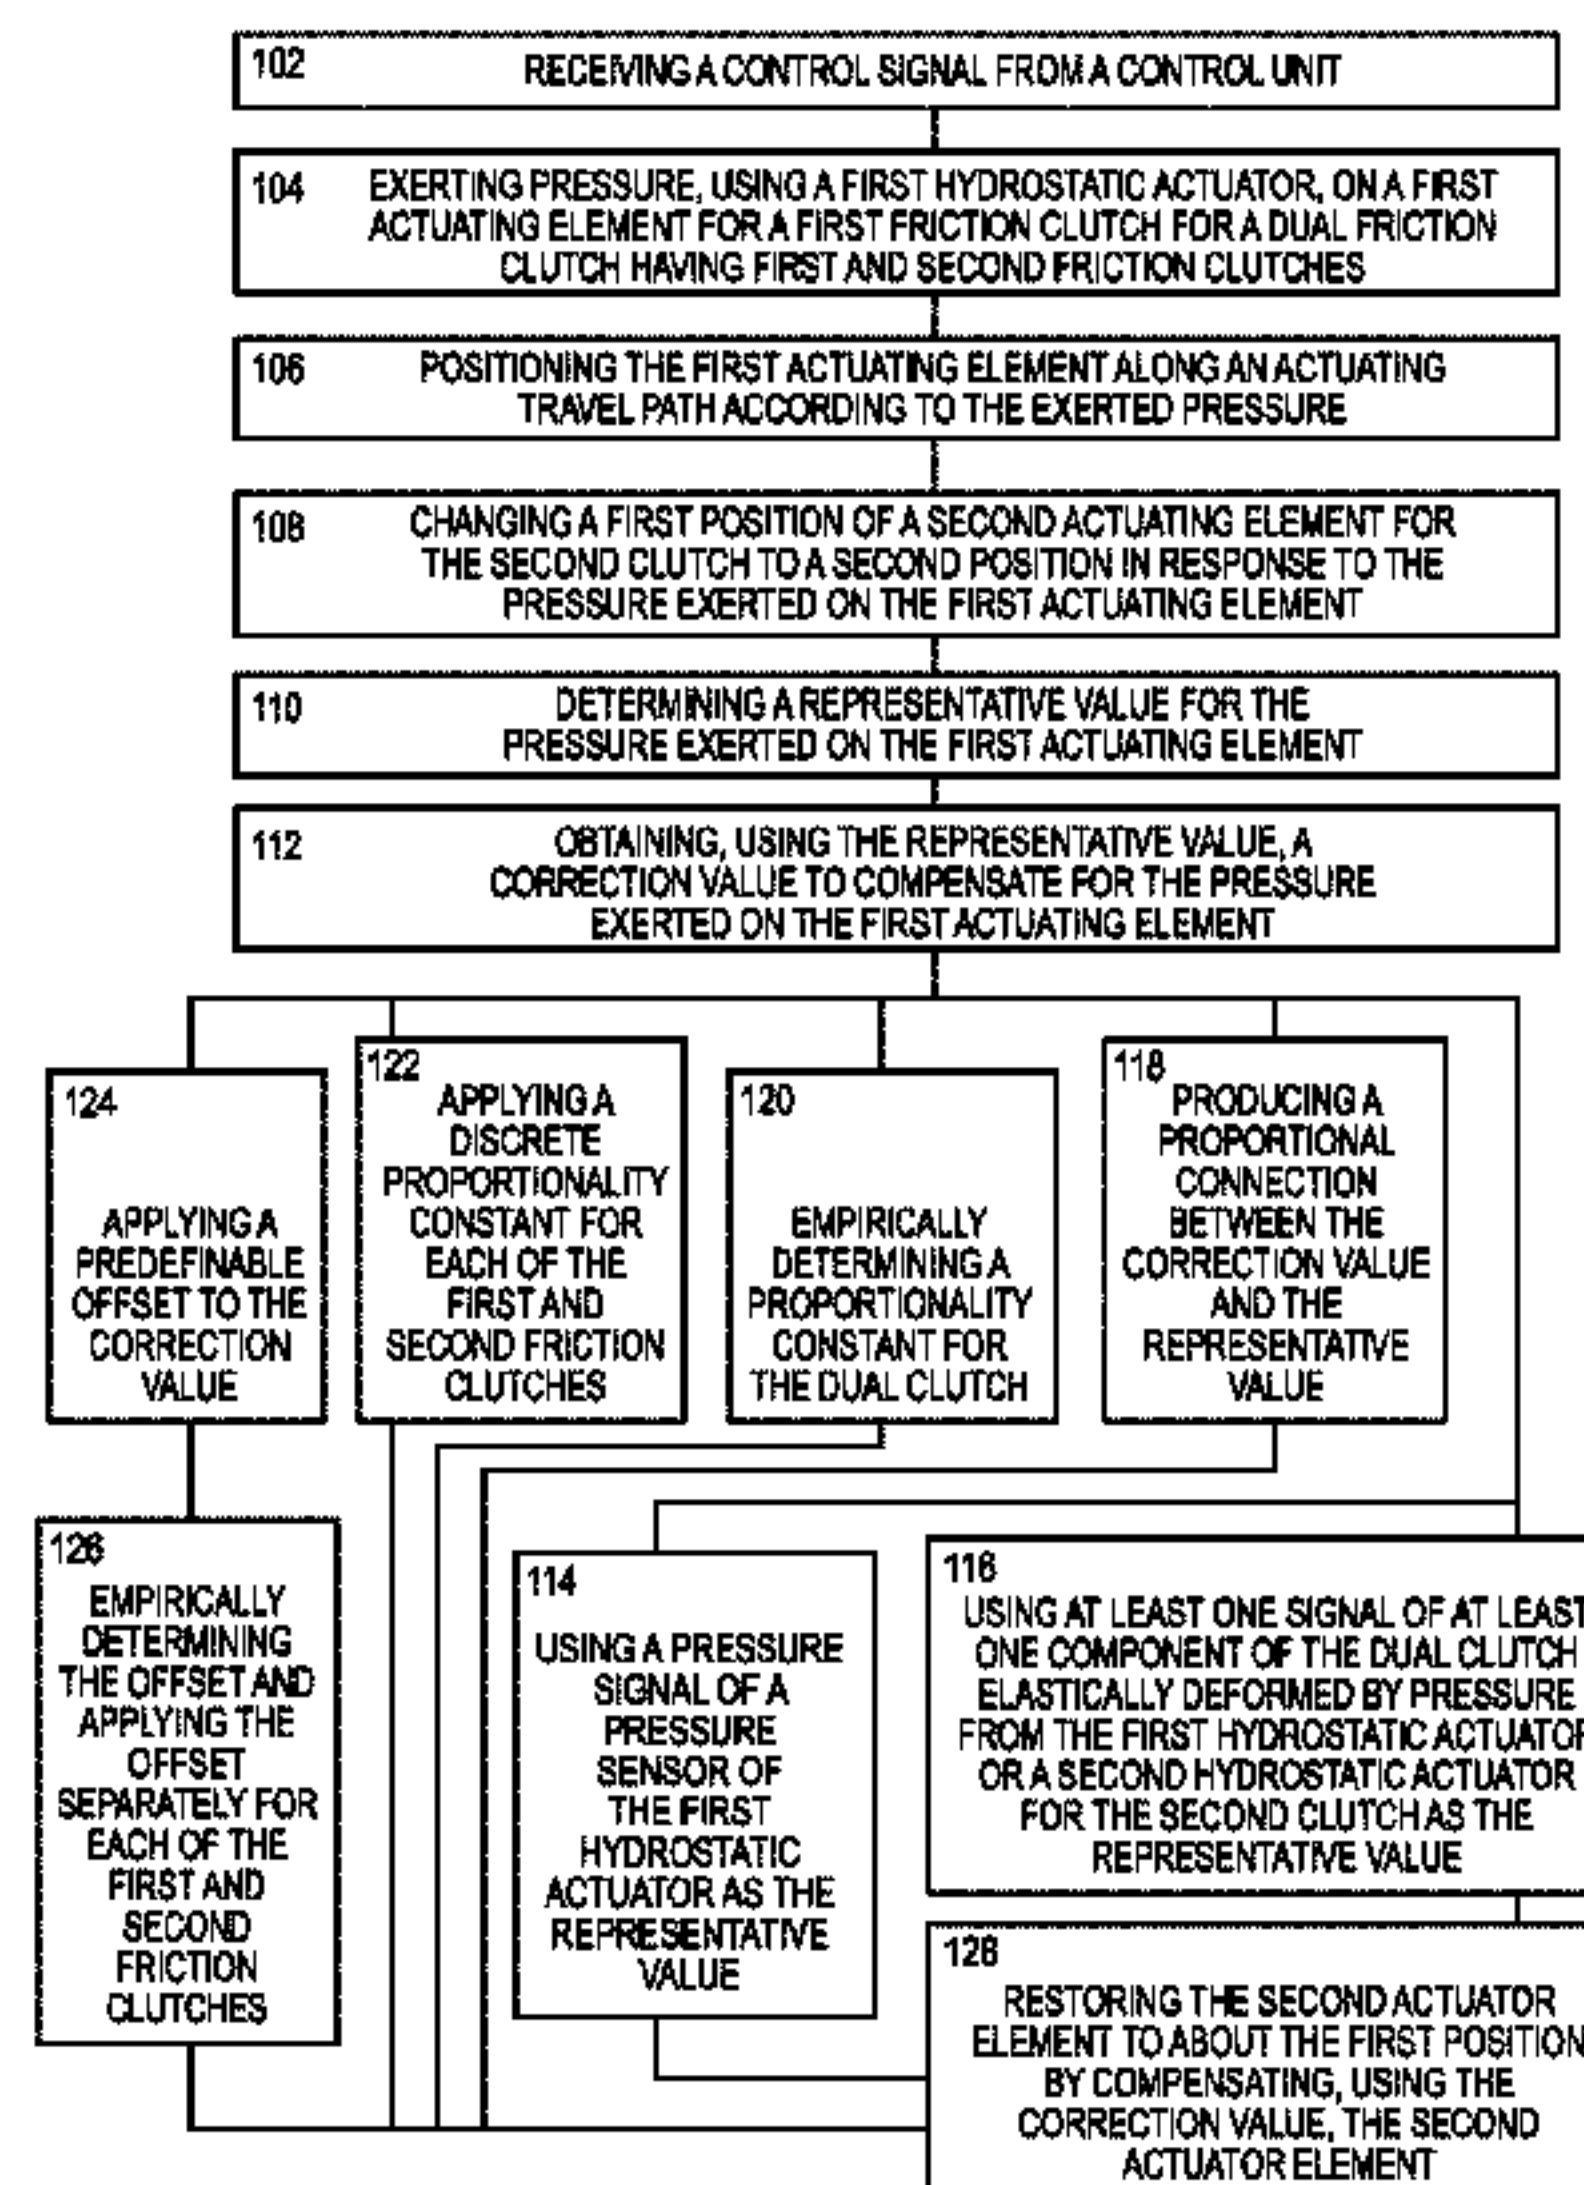 102
RECEIVING A CONTROL SIGNAL FROM A CONTROL UNIT
104
EXERTING PRESSURE, USING A FIRST HYDROSTATIC ACTUATOR, ON A FIRST
ACTUATING ELEMENT FOR A FIRST FRICTION CLUTCH FOR A DUAL FRICTION
CLUTCH HAVING FIRST AND SECOND FRICTION CLUTCHES
106
POSITIONING THE FIRST ACTUATING ELEMENT ALONG AN ACTUATING
TRAVEL PATH ACCORDING TO THE EXERTED PRESSURE
108
CHANGING A FIRST POSITION OF A SECOND ACTUATING ELEMENT FOR
THE SECOND CLUTCH TO A SECOND POSITION IN RESPONSE TO THE
PRESSURE EXERTED ON THE FIRST ACTUATING ELEMENT
110
DETERMINING A REPRESENTATIVE VALUE FOR THE
PRESSURE EXERTED ON THE FIRST ACTUATING ELEMENT
112
OBTAINING, USING THE REPRESENTATIVE VALUE, A
CORRECTION VALUE TO COMPENSATE FOR THE PRESSURE
EXERTED ON THE FIRST ACTUATING ELEMENT
124
APPLYING A
PREDEFINABLE
OFFSET TO THE
CORRECTION
VALUE
122
APPLYING A
DISCRETE
PROPORTIONALITY
CONSTANT FOR
EACH OF THE
FIRST AND
SECOND FRICTION
CLUTCHES
120
EMPIRICALLY
DETERMINING A
PROPORTIONALITY
CONSTANT FOR
THE DUAL CLUTCH
118
PRODUCING A
PROPORTIONAL
CONNECTION
BETWEEN THE
CORRECTION VALUE
AND THE
REPRESENTATIVE
VALUE
126
EMPIRICALLY
DETERMINING
THE OFFSET AND
APPLYING THE
OFFSET
SEPARATELY FOR
EACH OF THE
FIRST AND
SECOND
FRICTION
CLUTCHES
114
USING A PRESSURE
SIGNAL OF A
PRESSURE
SENSOR OF
THE FIRST
HYDROSTATIC
ACTUATOR AS THE
REPRESENTATIVE
VALUE
116
USING AT LEAST ONE SIGNAL OF AT LEAST
ONE COMPONENT OF THE DUAL CLUTCH
ELASTICALLY DEFORMED BY PRESSURE
FROM THE FIRST HYDROSTATIC ACTUATOR
OR A SECOND HYDROSTATIC ACTUATOR
FOR THE SECOND CLUTCH AS THE
REPRESENTATIVE VALUE
128
RESTORING THE SECOND ACTUATOR
ELEMENT TO ABOUT THE FIRST POSITION
BY COMPENSATING, USING THE
CORRECTION VALUE, THE SECOND
ACTUATOR ELEMENT